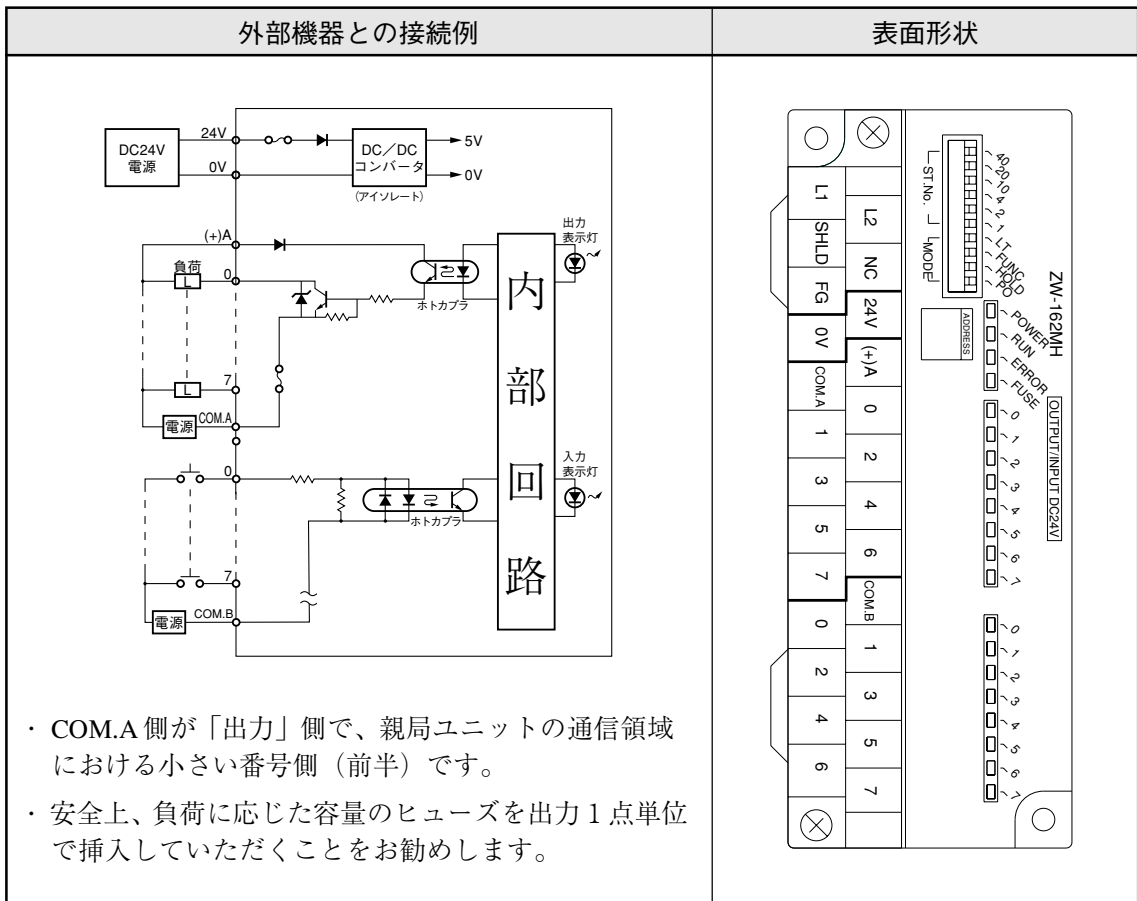 外部機器との接続例
表面形状
DC24V
電源
24V
0V
DC／DC
コンバータ
(アイソレート)
5V
0V
(+)A
負荷
L
0
L
7
電源
COM.A
ホトカプラ
出力
表示灯
内部回路
0
7
電源
COM.B
ホトカプラ
入力
表示灯
・ COM.A側が「出力」側で、親局ユニットの通信領域
における小さい番号側（前半）です。
・ 安全上、負荷に応じた容量のヒューズを出力１点単位
で挿入していただくことをお勧めします。
L1
SHLD
FG
0V
COM.A
1
3
5
7
0
2
4
6
L2
NC
24V
(+)A
0
2
4
6
COM.B
1
3
5
7
ST.No.
MODE
40
20
10
4
2
1
LT
FUNC
HOLD
PO
ADDRESS
POWER
RUN
ERROR
FUSE
0
1
2
3
4
5
6
7
0
1
2
3
4
5
6
7
ZW-162MH
OUTPUT/INPUT DC24V